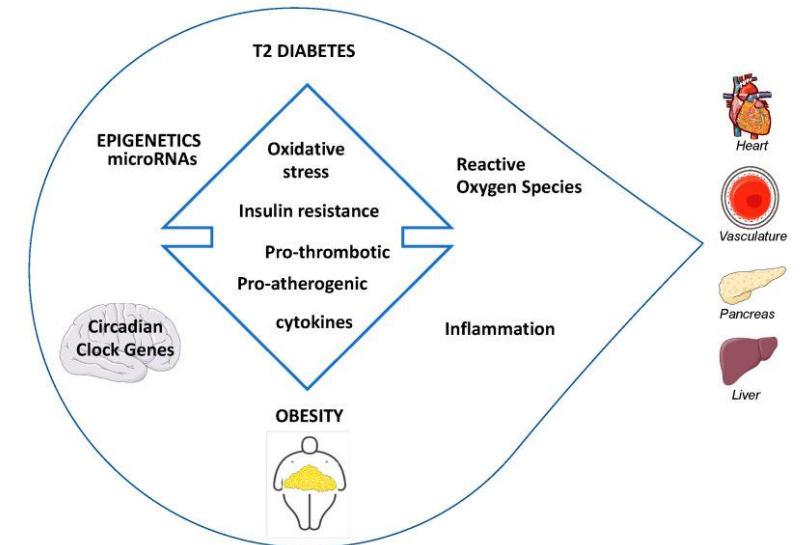 T2 DIABETES
EPIGENETICS
microRNAs
Oxidative
stress
Insulin resistance
Pro-thrombotic
Pro-atherogenic
cytokines
Reactive
Oxygen Species
Inflammation
Circadian
Clock Genes
OBESITY
Heart
Vasculature
Pancreas
Liver